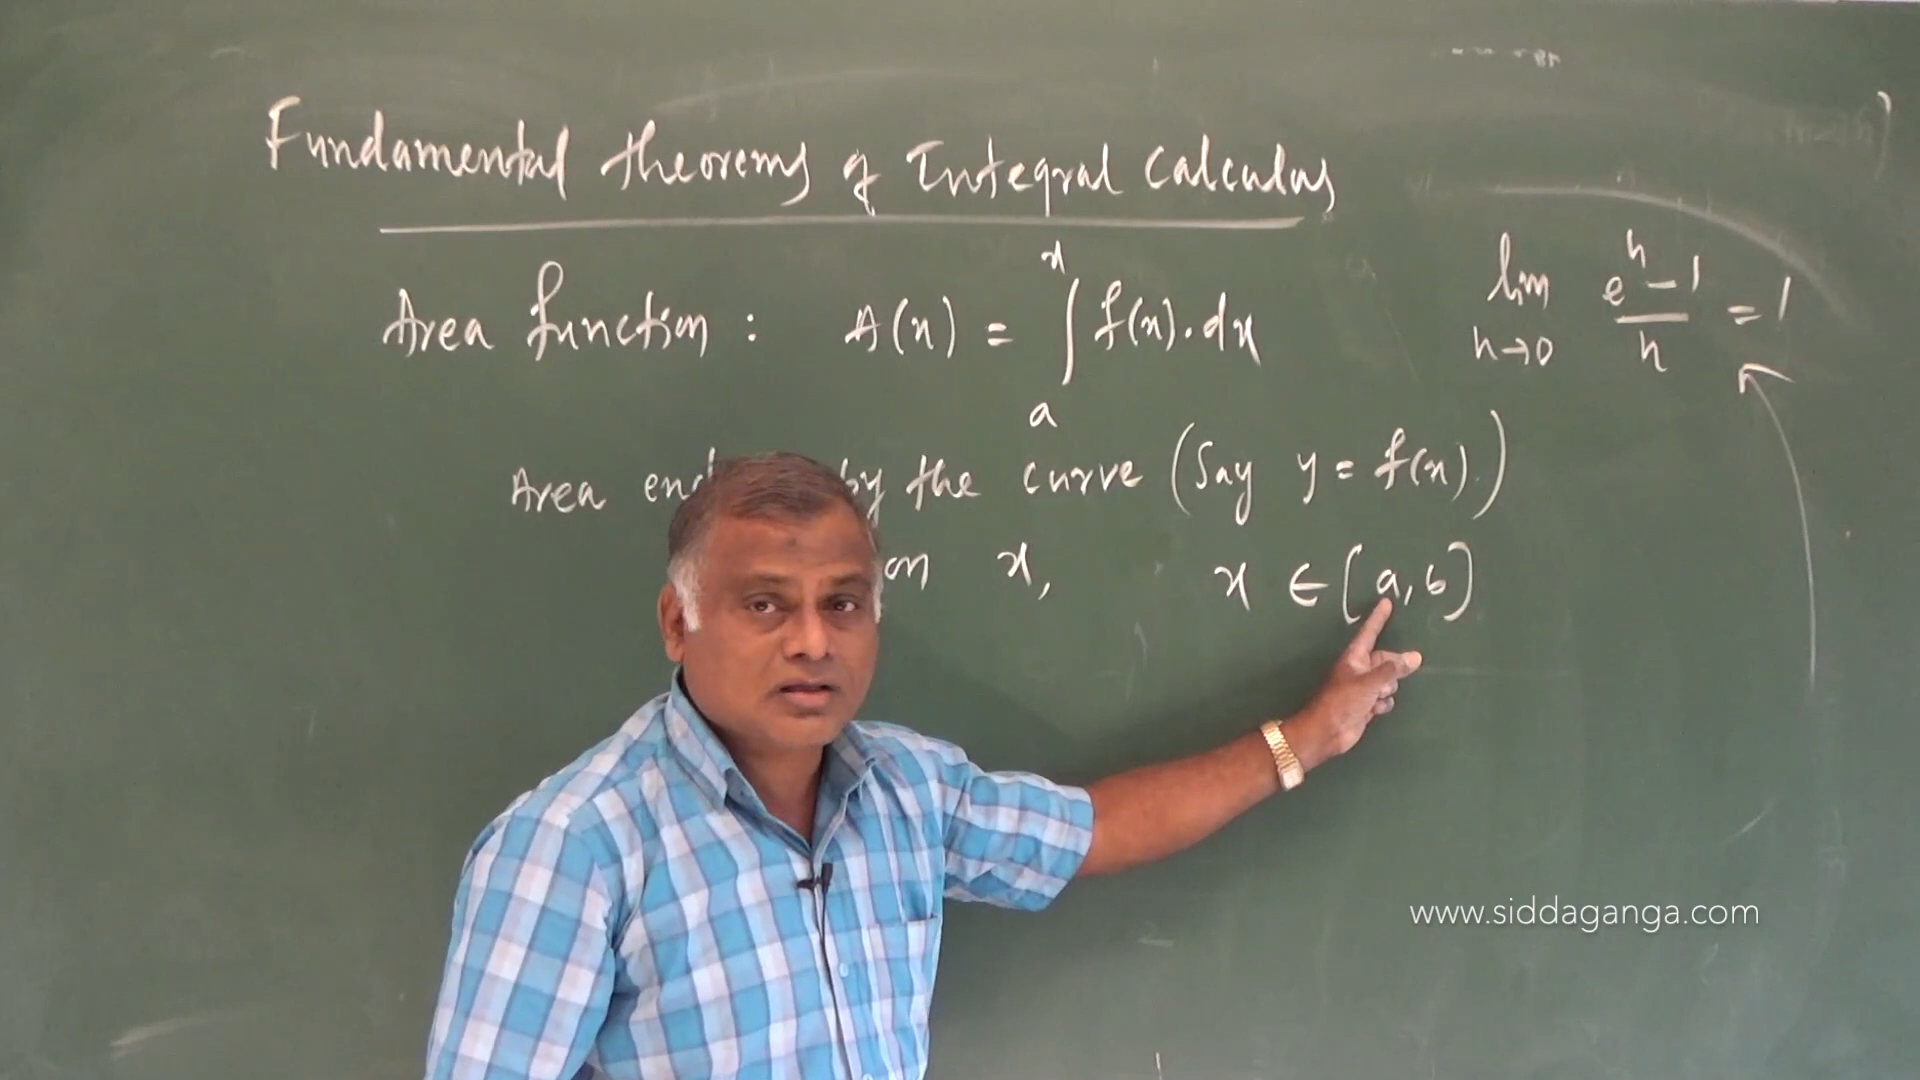 Fundamental theorems of Integral Calculus
Area function : A(x) = ∫ₐˣ f(x).dx
Area by the curve (Say y = f(x).)
on x, x ∈ [a,b]
lim h→0 (eʰ - 1)/h = 1
www.siddaganga.com